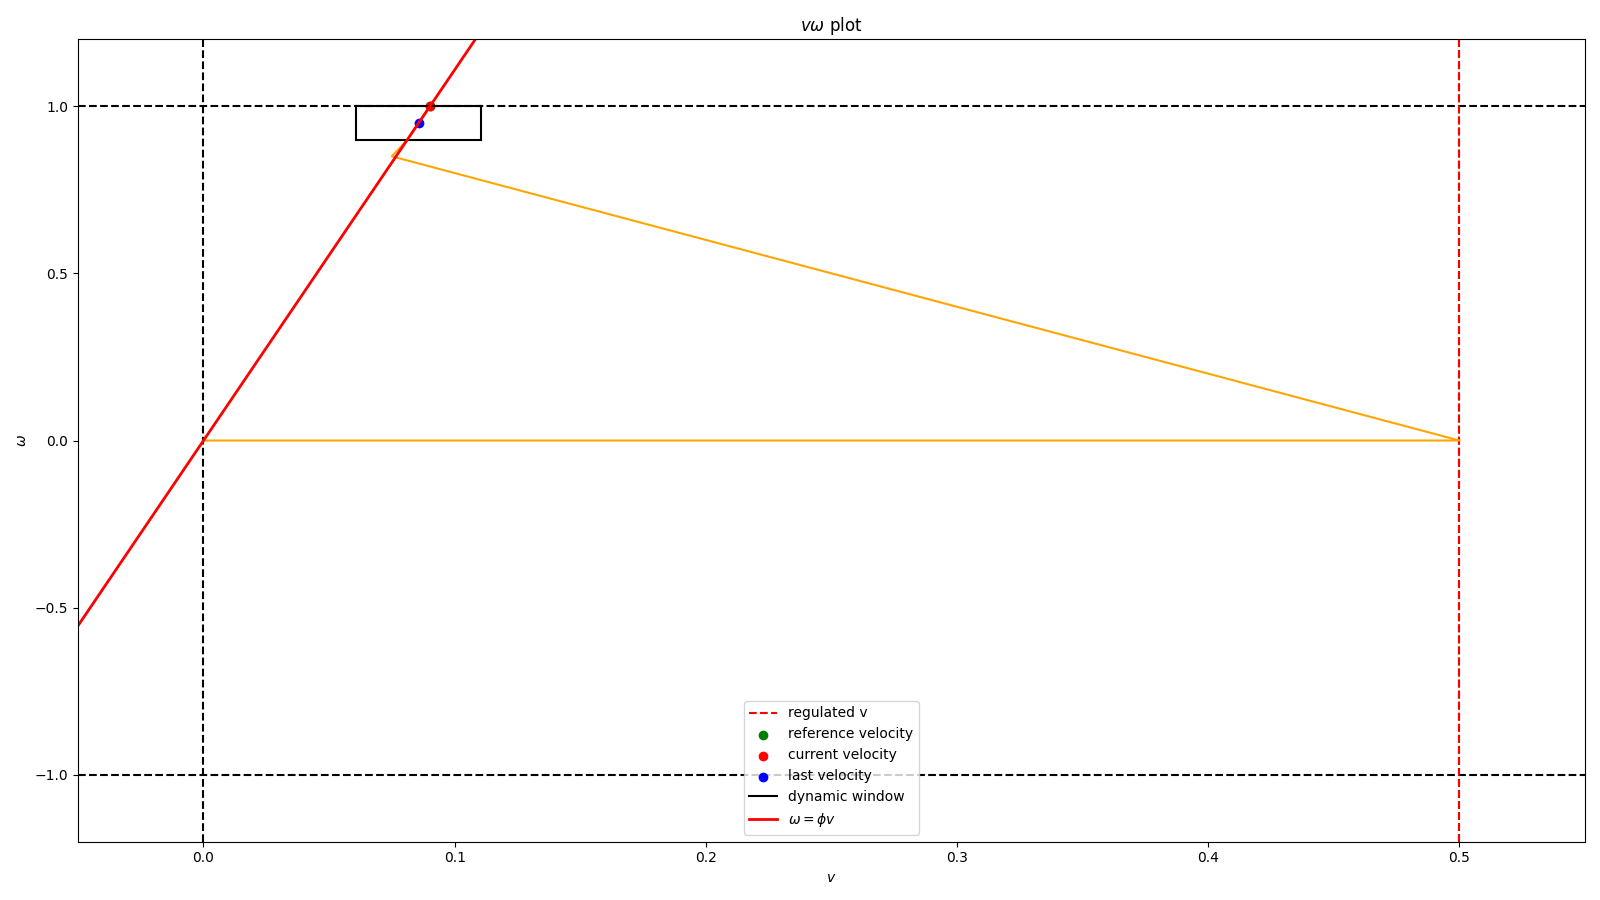 vω plot
1.0
0.5
0.0
−0.5
−1.0
ω
regulated v
reference velocity
current velocity
last velocity
dynamic window
ω = ϕv
0.0
0.1
0.2
0.3
0.4
0.5
v